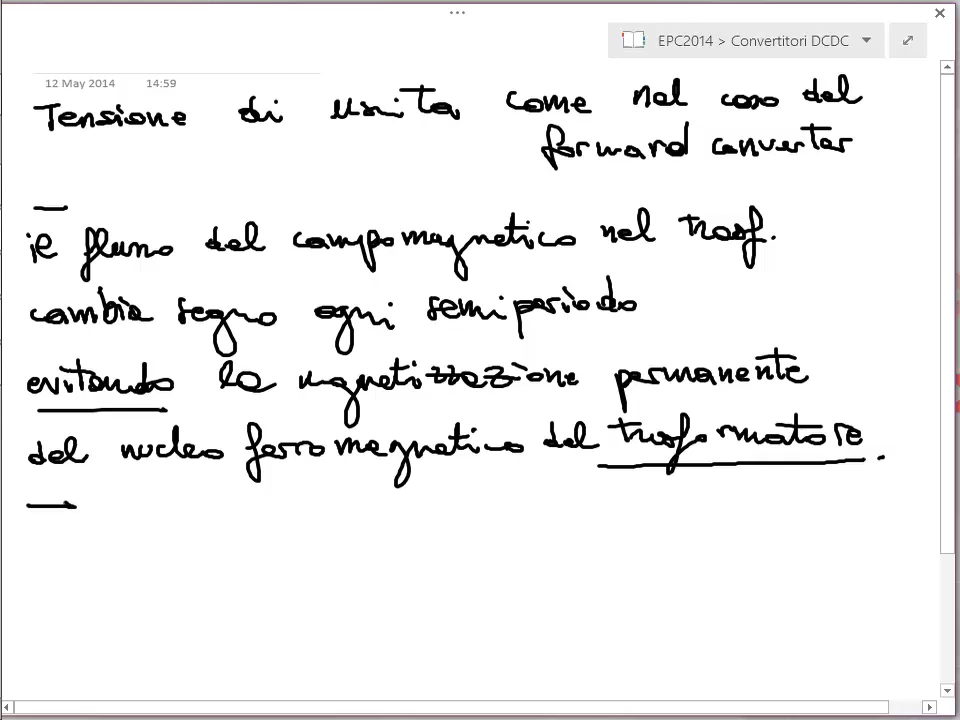 EPC2014 > Convertitori DCDC
12 May 2014 14:59
Tensione di uscita come nel caso del
forward converter
il flusso del campo magnetico nel trasf.
cambia segno ogni semiperiodo
evitando la magnetizzazione permanente
del nucleo ferromagnetico del trasformatore.